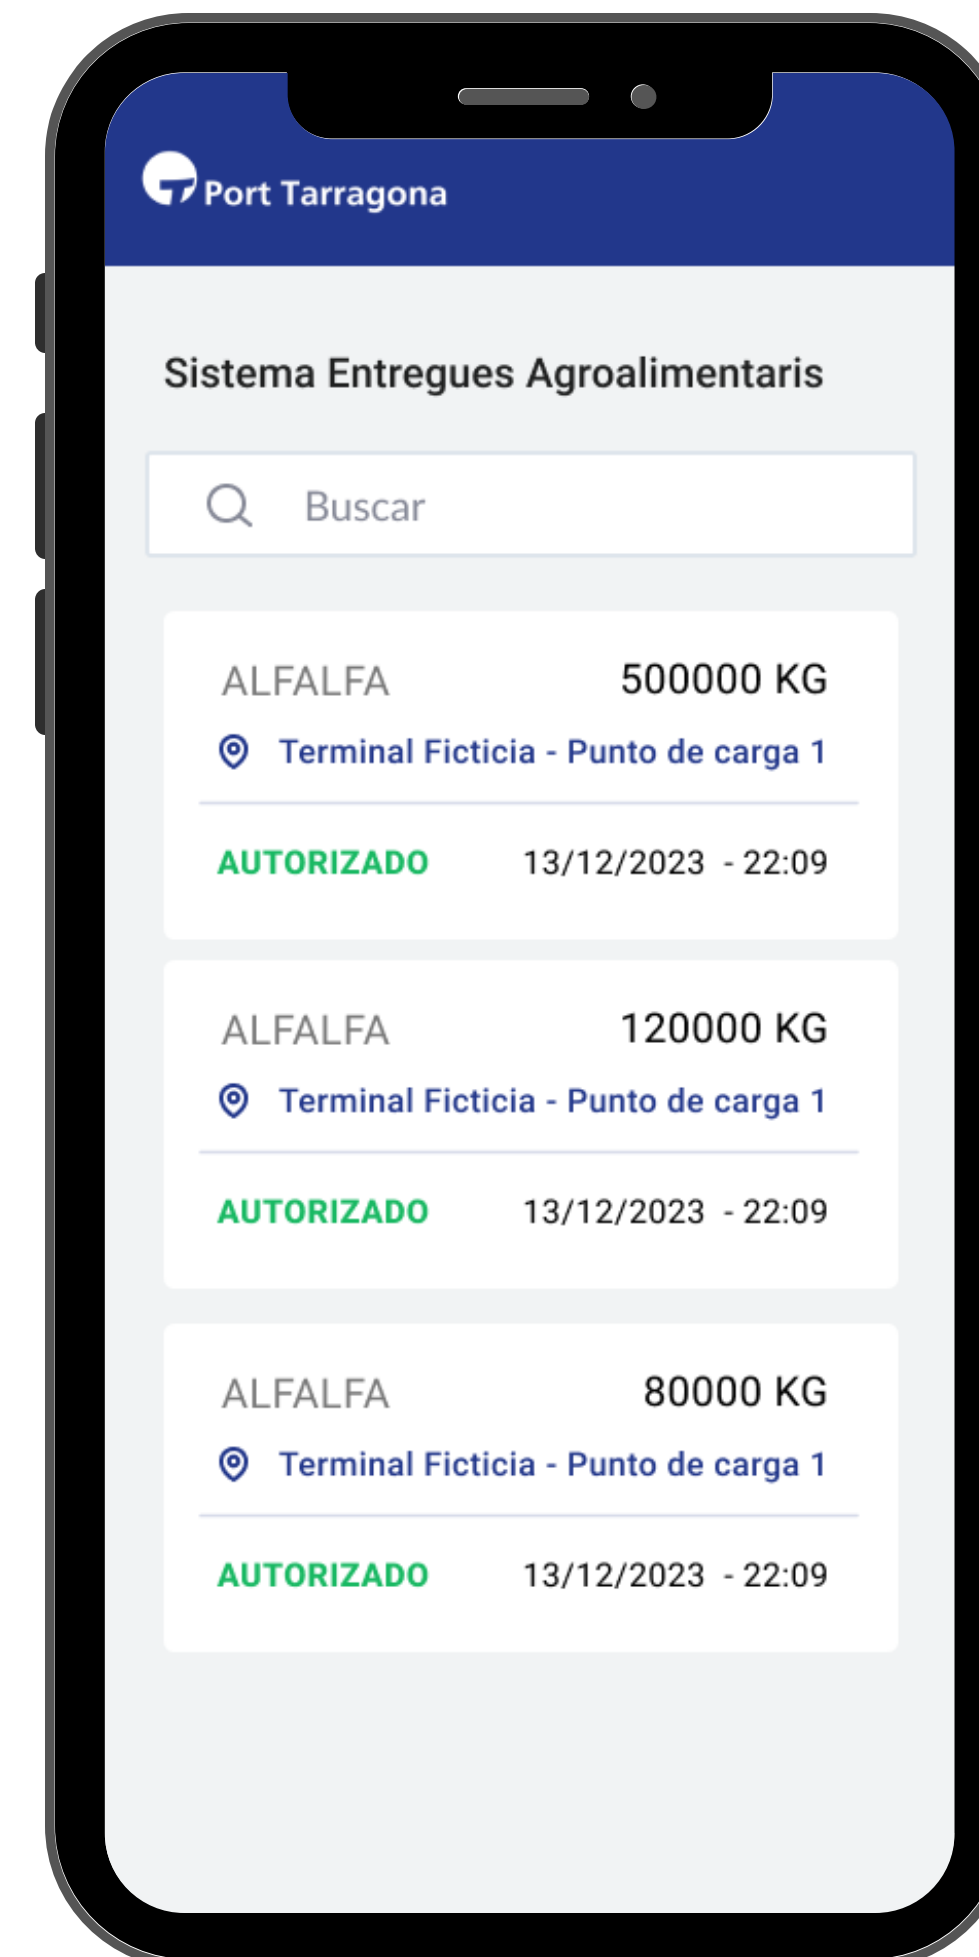 Port Tarragona
Sistema Entregues Agroalimentaris
Buscar
ALFALFA 500000 KG
Terminal Ficticia - Punto de carga 1
AUTORIZADO 13/12/2023 - 22:09
ALFALFA 120000 KG
Terminal Ficticia - Punto de carga 1
AUTORIZADO 13/12/2023 - 22:09
ALFALFA 80000 KG
Terminal Ficticia - Punto de carga 1
AUTORIZADO 13/12/2023 - 22:09